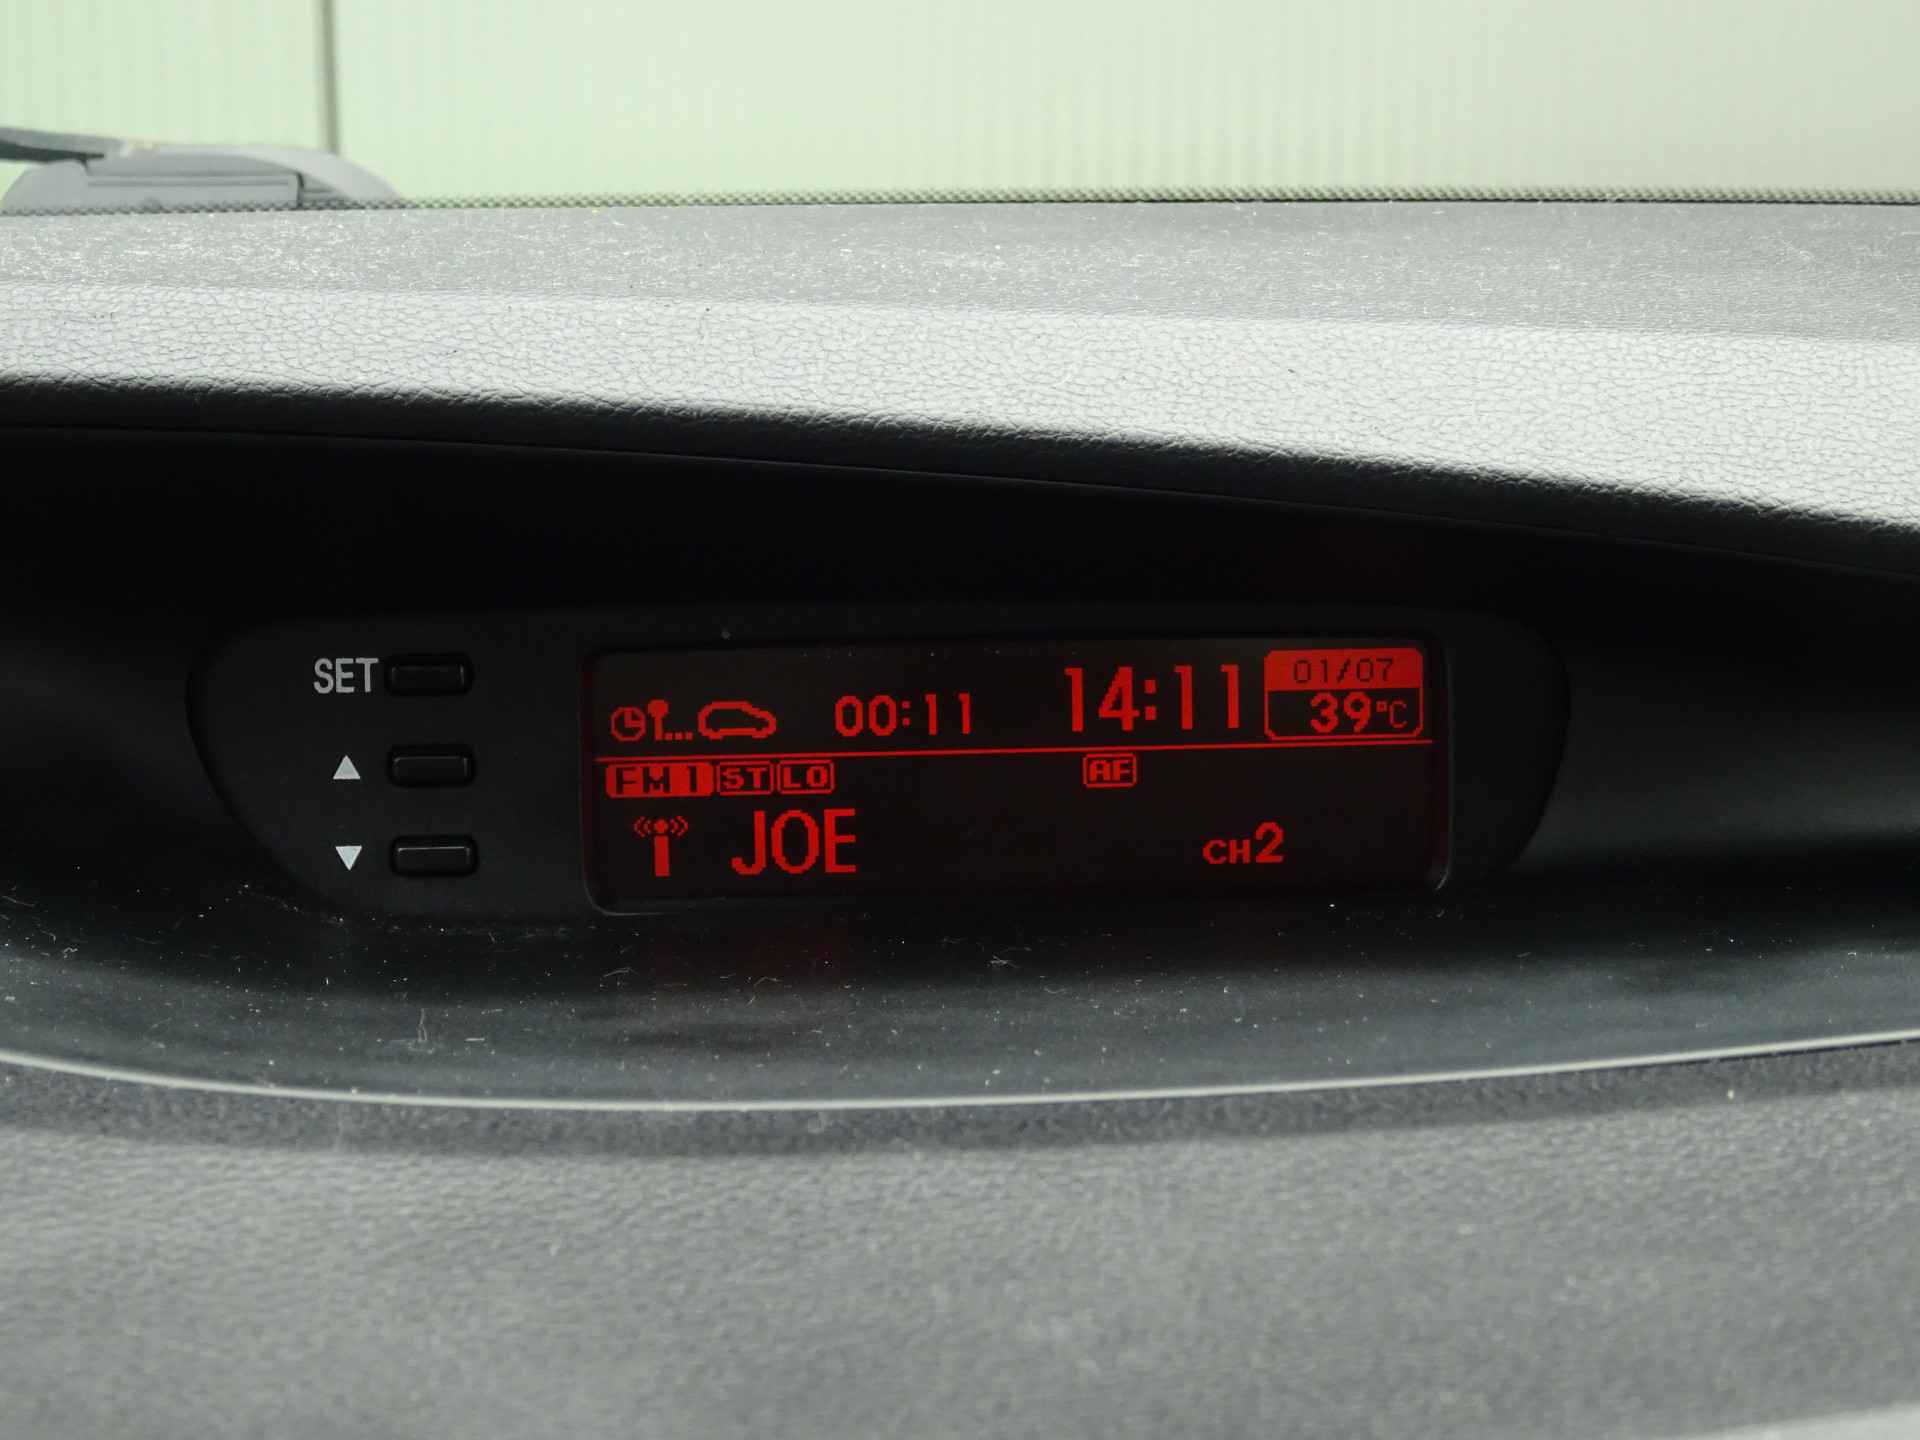 SET
00:11 14:11 01/07
39°C
FM1 ST LO AF
JOE CH2